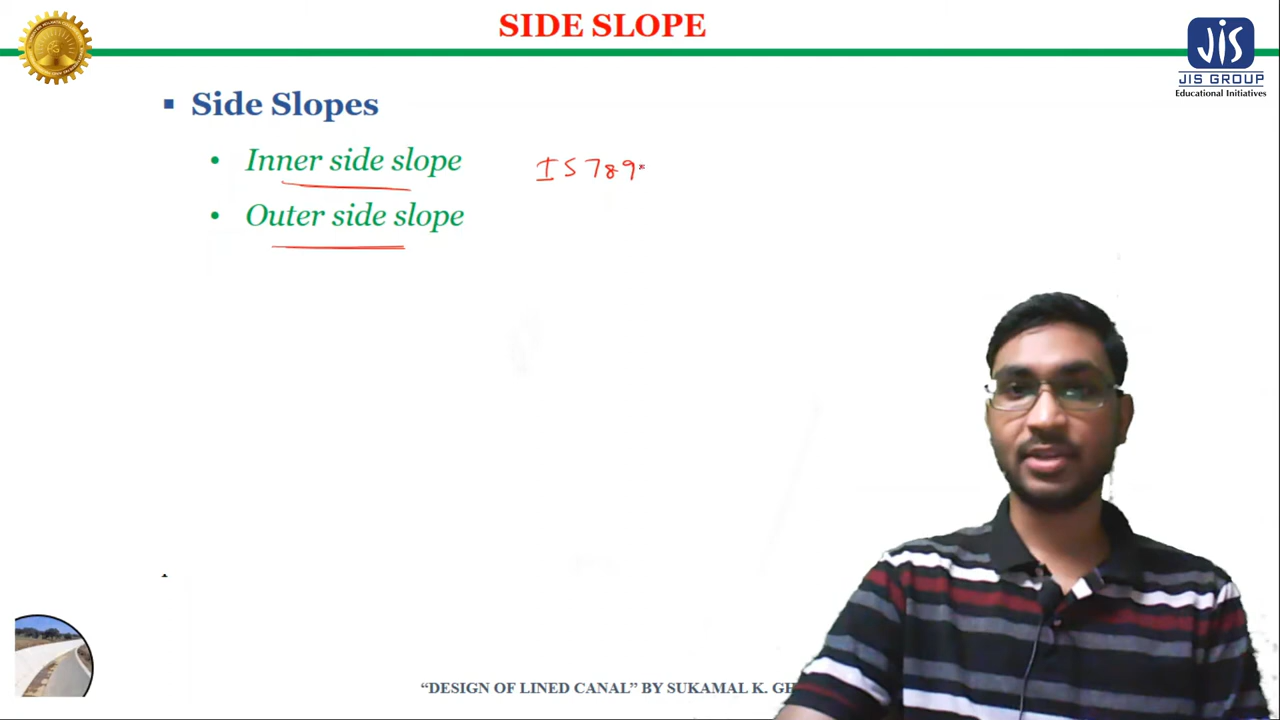 SIDE SLOPE
JIS
JIS GROUP
Educational Initiatives
▪ Side Slopes
• Inner side slope
IS 789
• Outer side slope
“DESIGN OF LINED CANAL” BY SUKAMAL K. GH